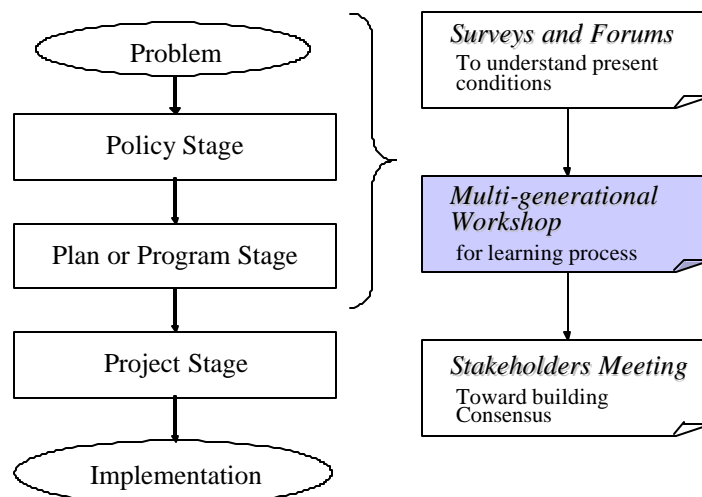 Problem
Policy Stage
Plan or Program Stage
Project Stage
Implementation
Surveys and Forums
To understand present
conditions
Multi-generational
Workshop
for learning process
Stakeholders Meeting
Toward building
Consensus